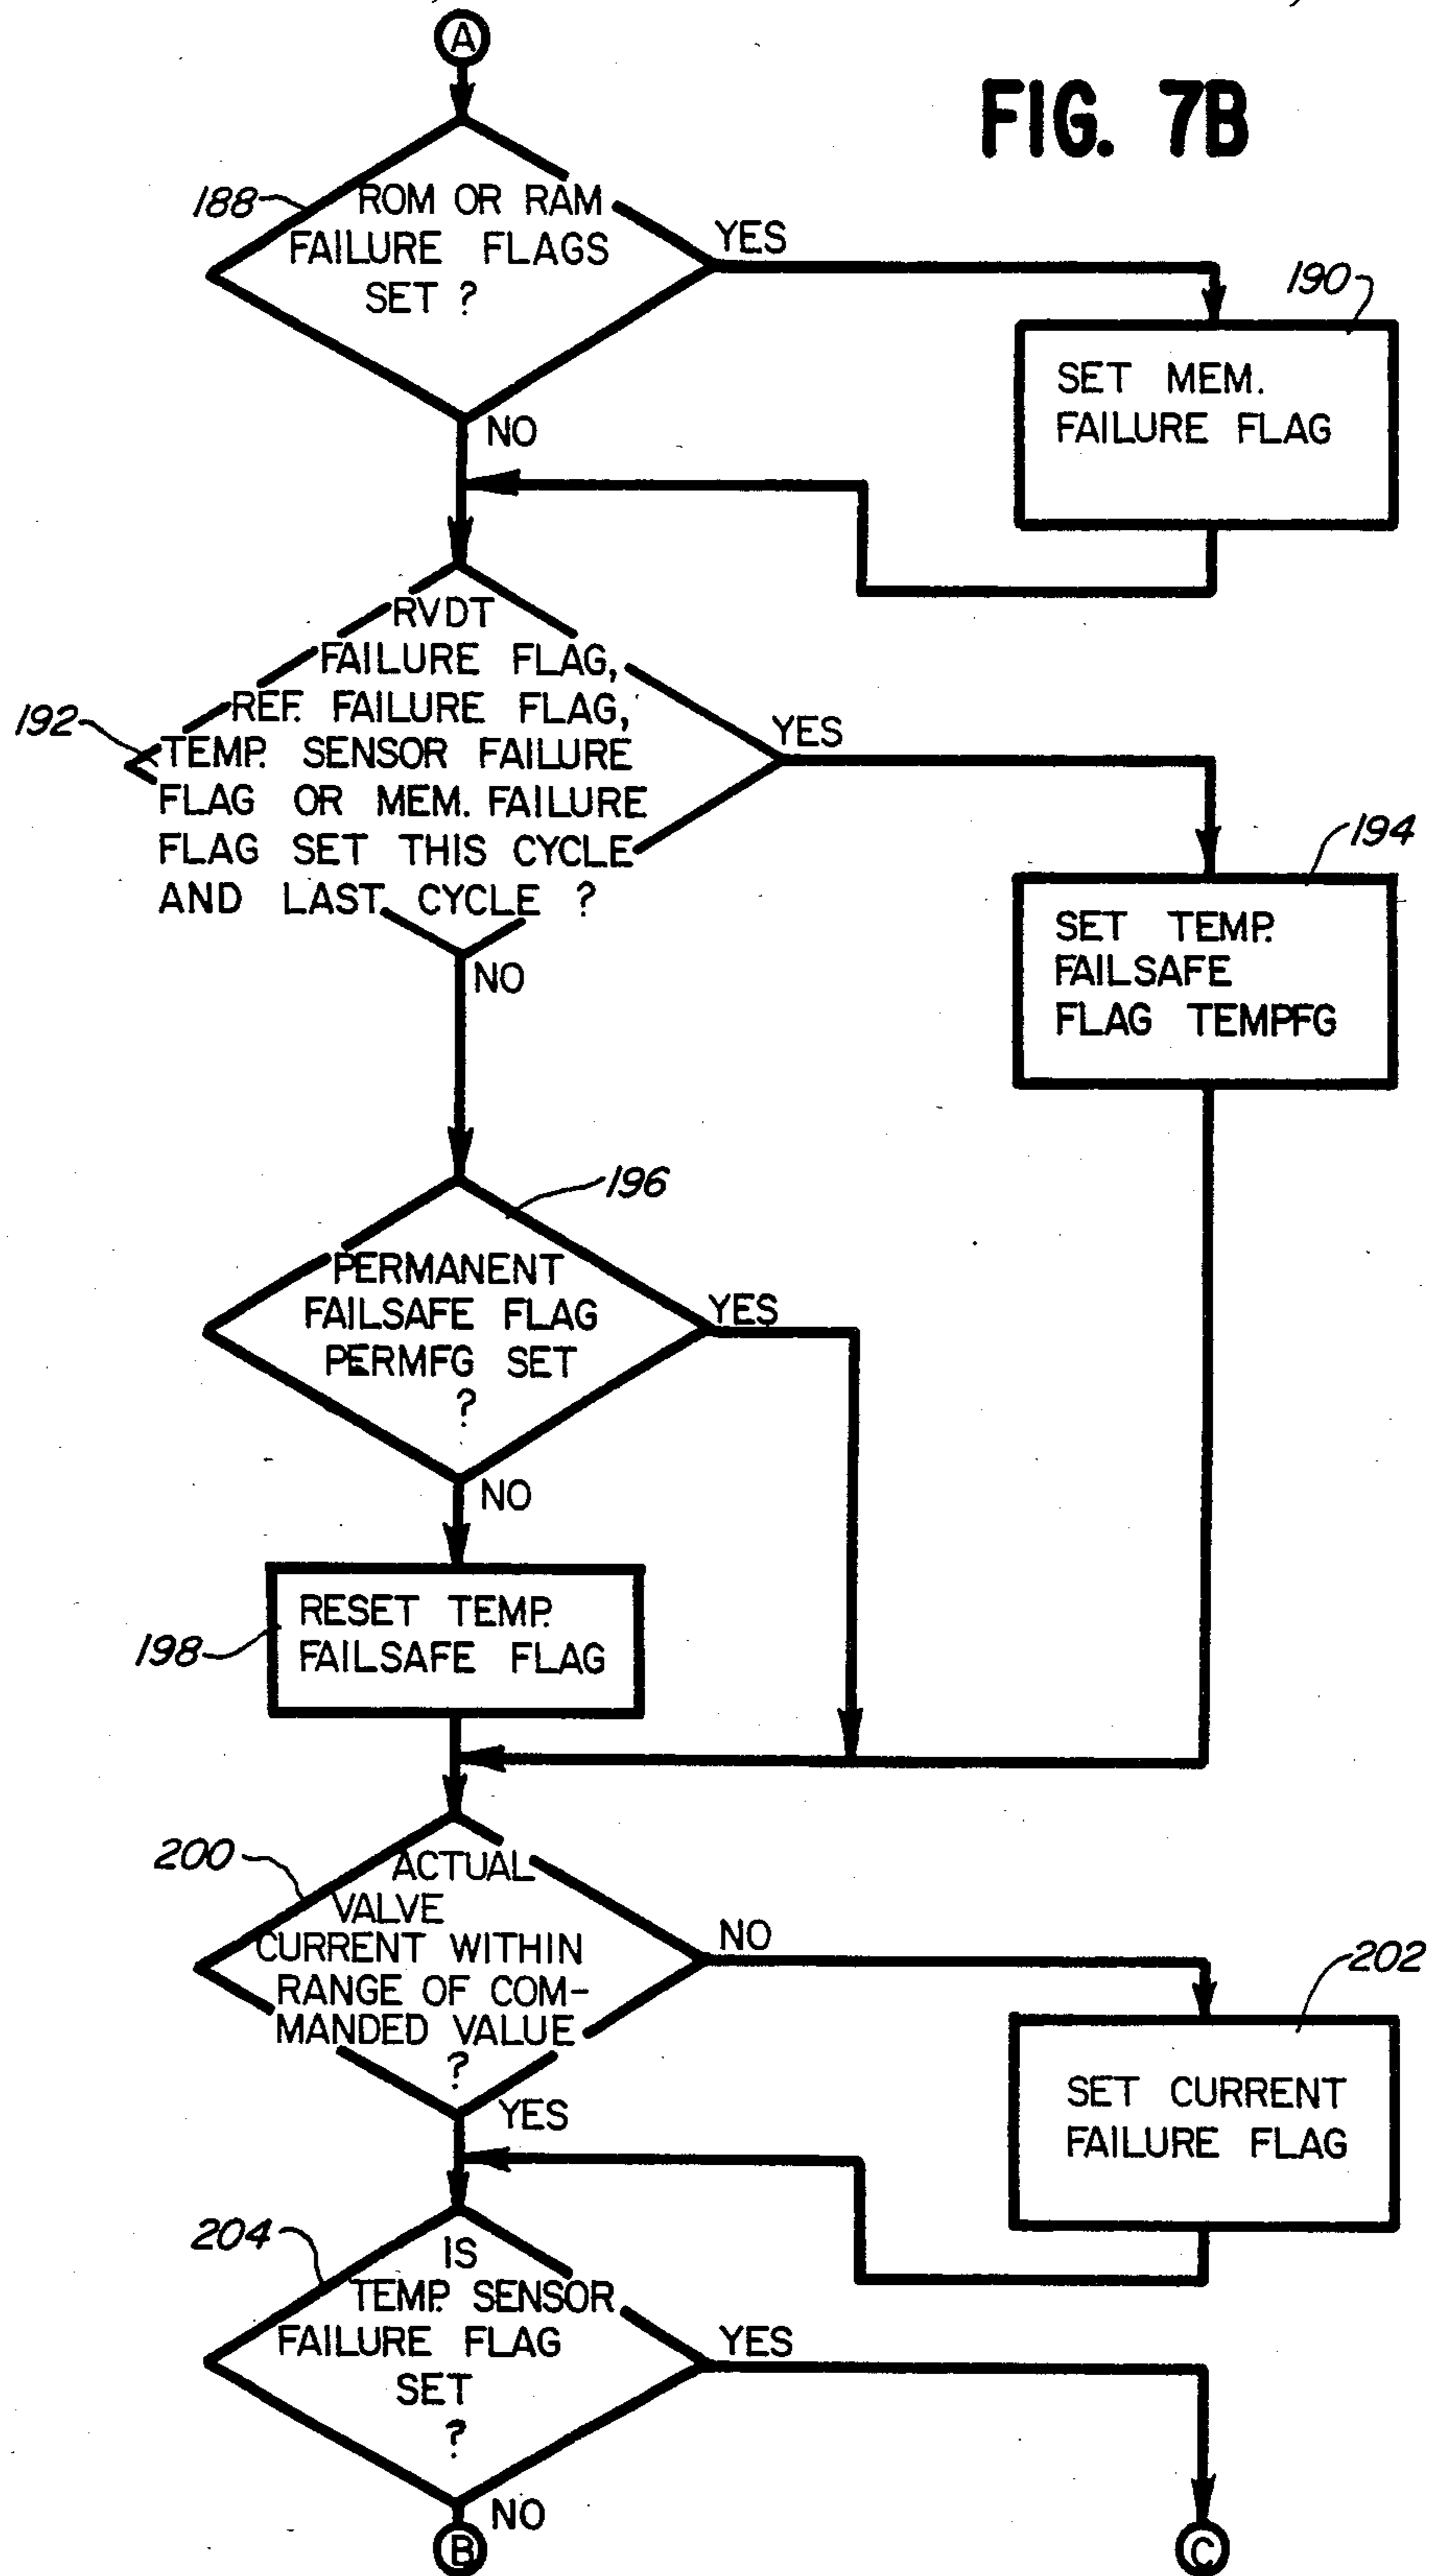 A
FIG. 7B
188
ROM OR RAM
FAILURE FLAGS
SET ?
YES
NO
190
SET MEM.
FAILURE FLAG
192
RVDT
FAILURE FLAG,
REF. FAILURE FLAG,
TEMP. SENSOR FAILURE
FLAG OR MEM. FAILURE
FLAG SET THIS CYCLE
AND LAST CYCLE ?
YES
NO
194
SET TEMP.
FAILSAFE
FLAG TEMPFG
196
PERMANENT
FAILSAFE FLAG
PERMFG SET
?
YES
NO
198
RESET TEMP.
FAILSAFE FLAG
200
ACTUAL
VALVE
CURRENT WITHIN
RANGE OF COM-
MANDED VALUE
?
NO
YES
202
SET CURRENT
FAILURE FLAG
204
IS
TEMP. SENSOR
FAILURE FLAG
SET
?
YES
NO
B
C